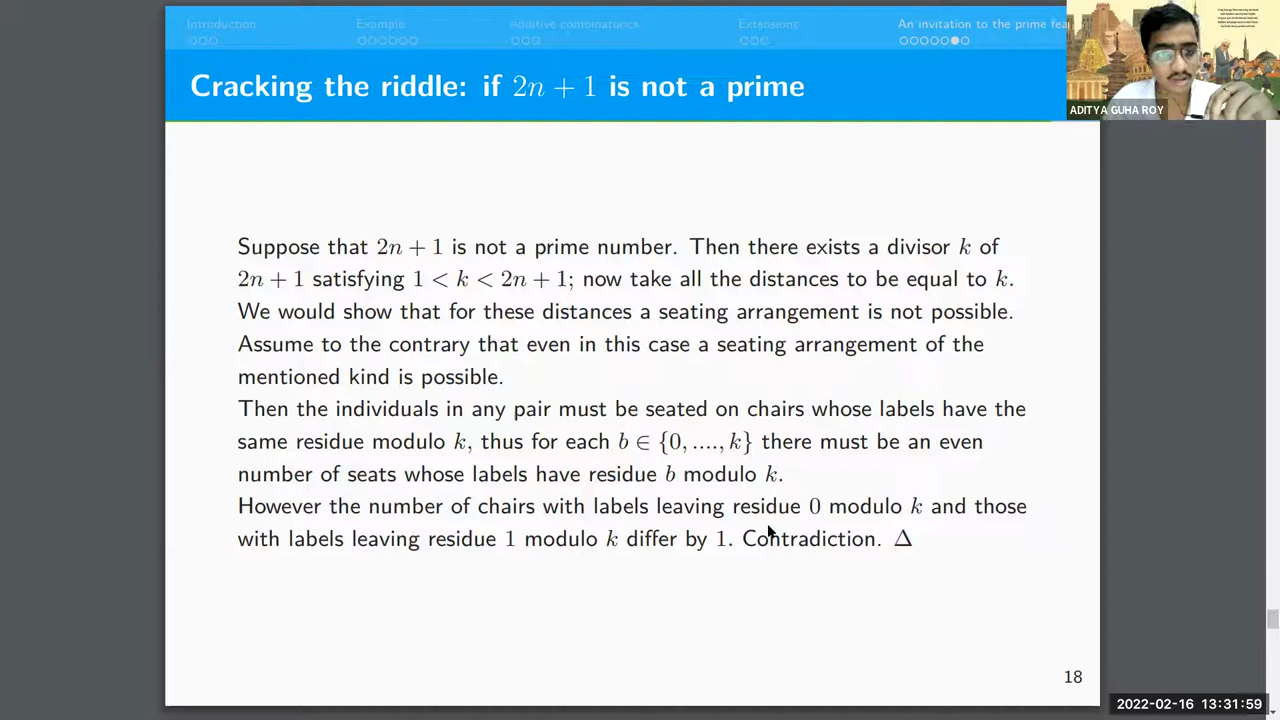 Introduction Example Additive combinatorics Extensions An invitation to the prime fea
Cracking the riddle: if 2n + 1 is not a prime
ADITYA GUHA ROY
Suppose that 2n + 1 is not a prime number. Then there exists a divisor k of
2n + 1 satisfying 1 < k < 2n + 1; now take all the distances to be equal to k.
We would show that for these distances a seating arrangement is not possible.
Assume to the contrary that even in this case a seating arrangement of the
mentioned kind is possible.
Then the individuals in any pair must be seated on chairs whose labels have the
same residue modulo k, thus for each b ∈ {0, ...., k} there must be an even
number of seats whose labels have residue b modulo k.
However the number of chairs with labels leaving residue 0 modulo k and those
with labels leaving residue 1 modulo k differ by 1. Contradiction. Δ
18
2022-02-16 13:31:59